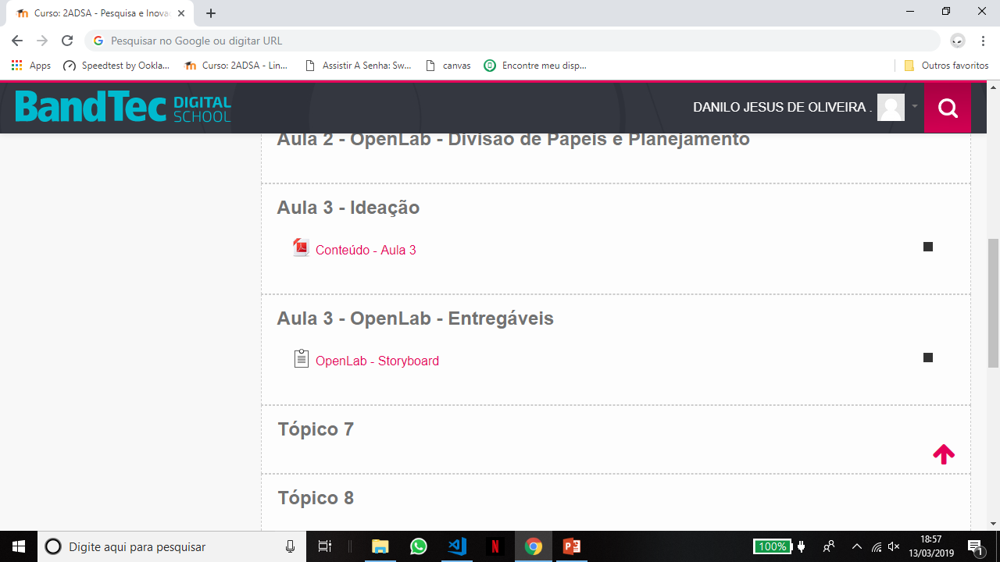 Curso: 2ADSA - Pesquisa e Inova
Pesquisar no Google ou digitar URL
Apps
Speedtest by Ookla...
Curso: 2ADSA - Lin...
Assistir A Senha: Sw...
canvas
Encontre meu disp...
Outros favoritos
BandTec DIGITAL SCHOOL
DANILO JESUS DE OLIVEIRA .
Aula 2 - OpenLab - Divisão de Papéis e Planejamento
Aula 3 - Ideação
Conteúdo - Aula 3
Aula 3 - OpenLab - Entregáveis
OpenLab - Storyboard
Tópico 7
Tópico 8
Digite aqui para pesquisar
100%
18:57
13/03/2019
1